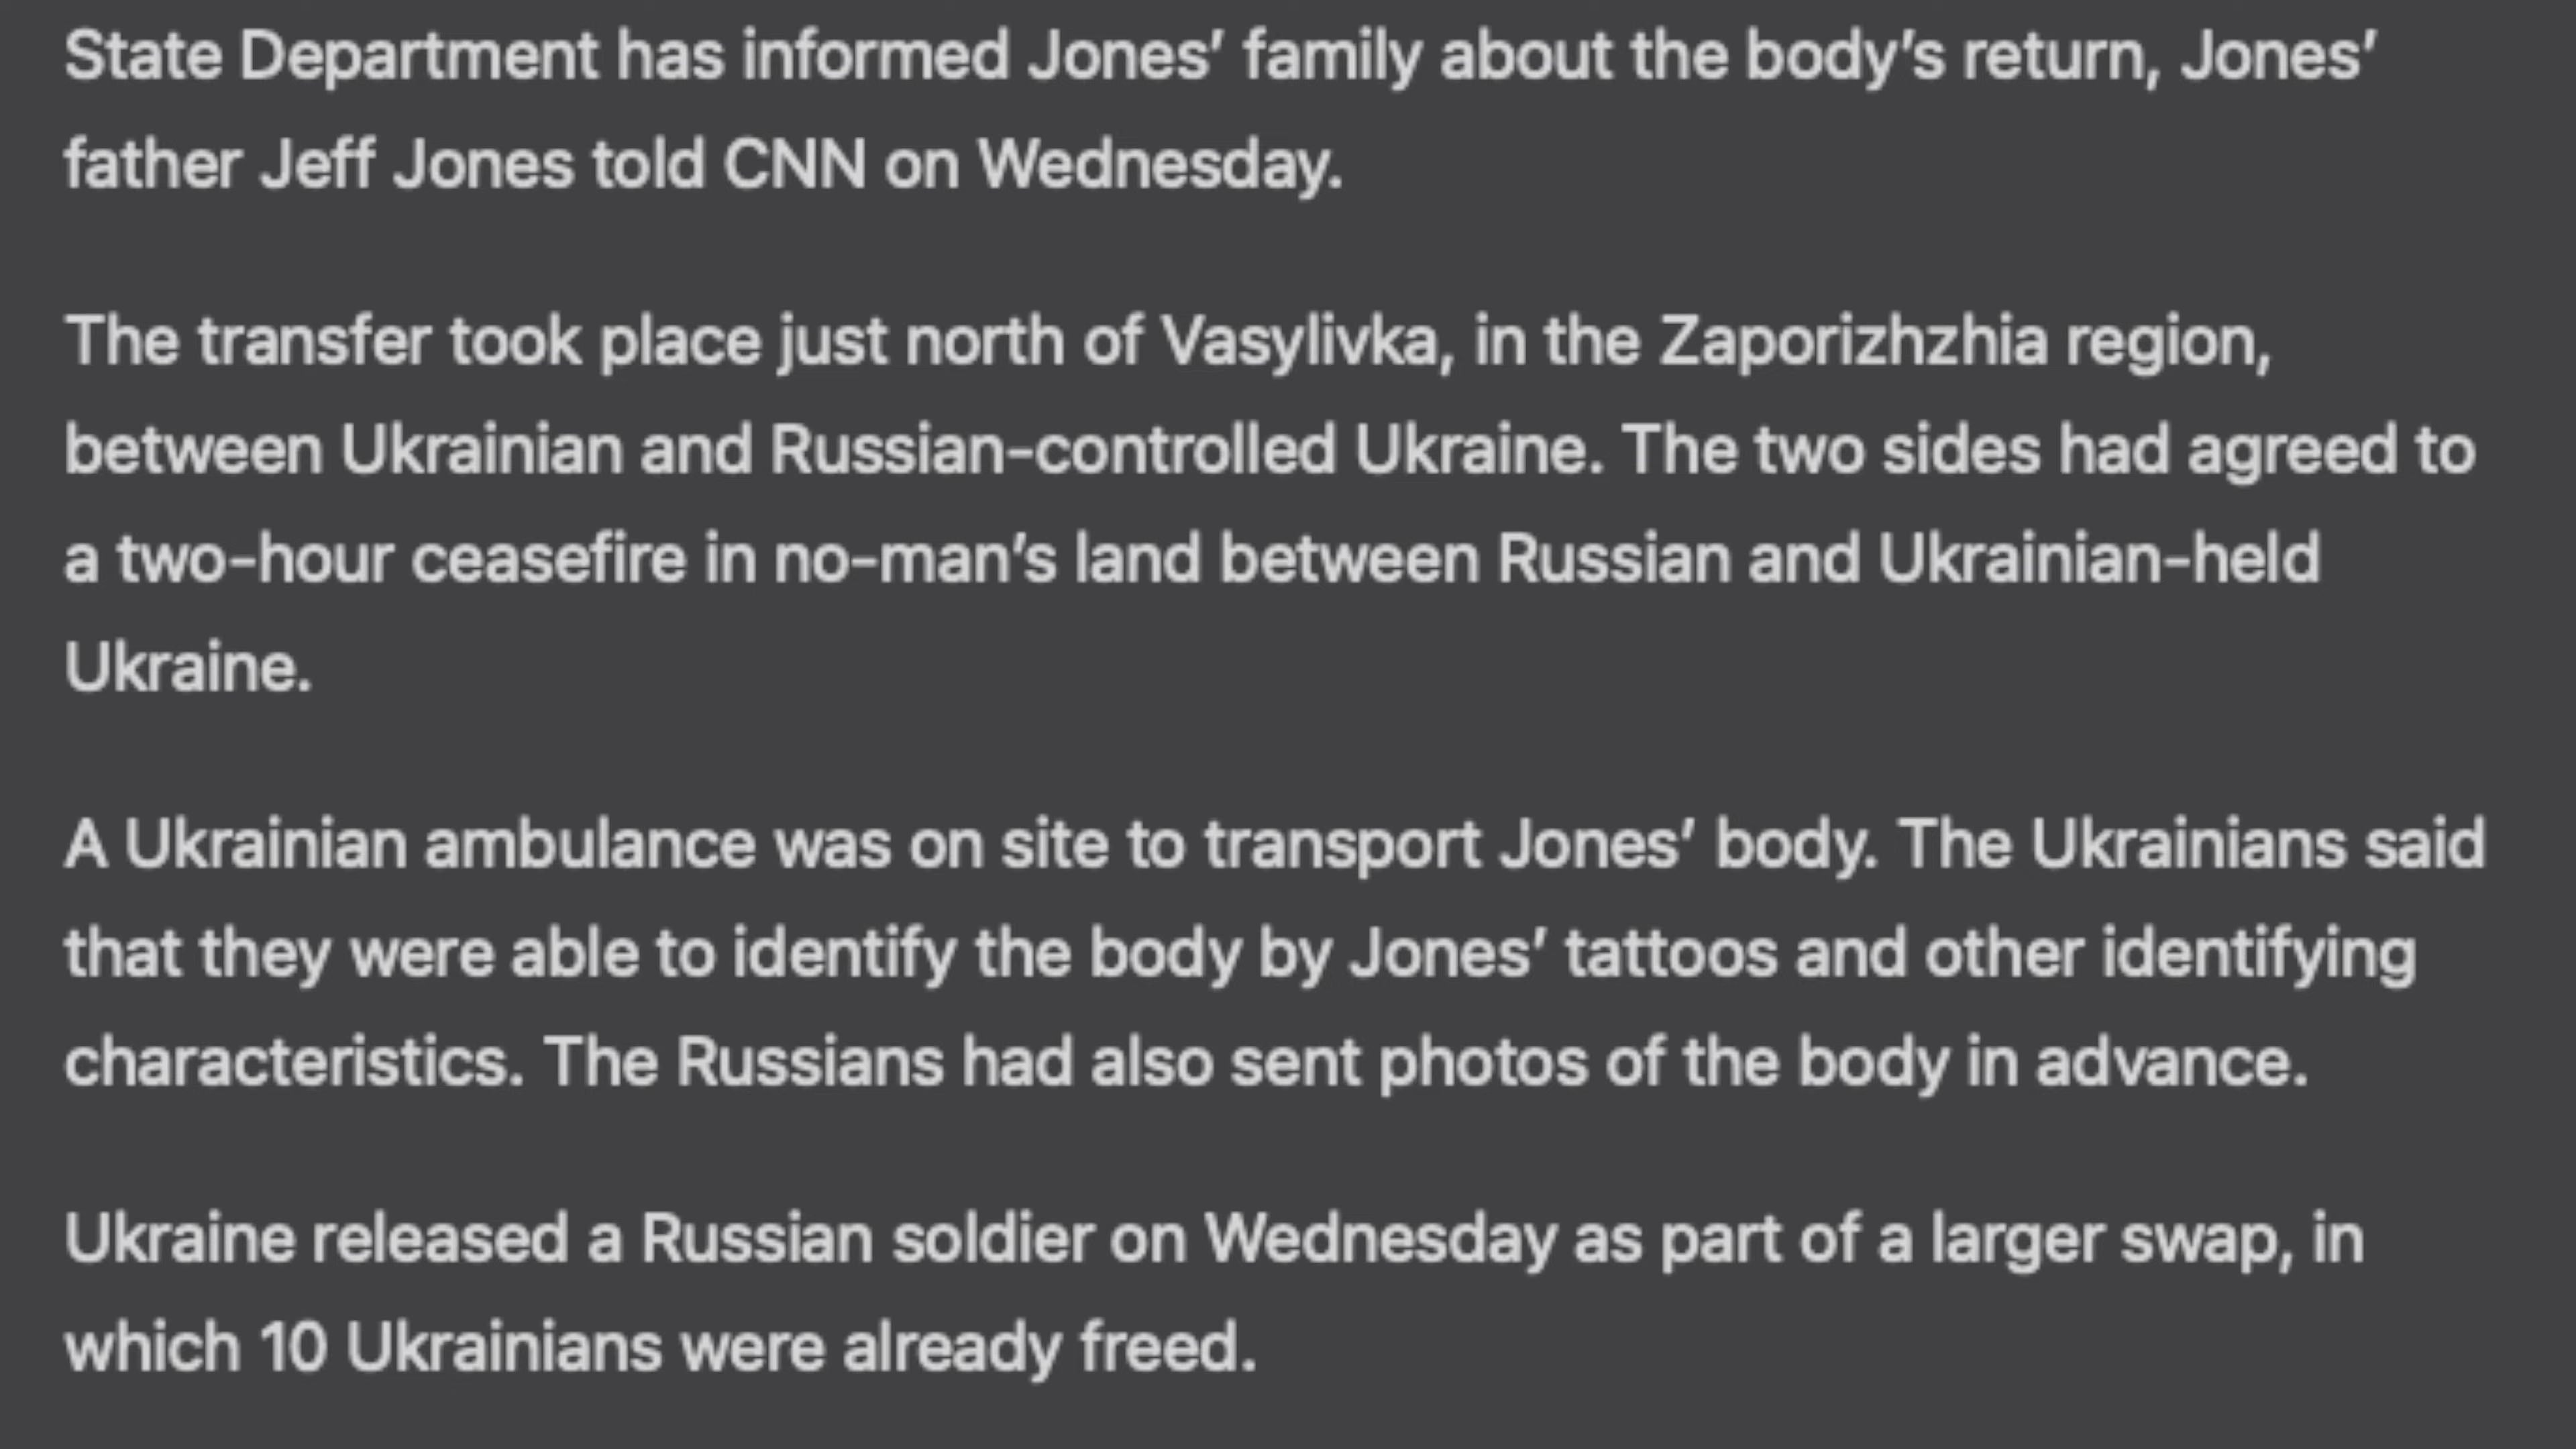 State Department has informed Jones’ family about the body’s return, Jones’
father Jeff Jones told CNN on Wednesday.
The transfer took place just north of Vasylivka, in the Zaporizhzhia region,
between Ukrainian and Russian-controlled Ukraine. The two sides had agreed to
a two-hour ceasefire in no-man’s land between Russian and Ukrainian-held
Ukraine.
A Ukrainian ambulance was on site to transport Jones’ body. The Ukrainians said
that they were able to identify the body by Jones’ tattoos and other identifying
characteristics. The Russians had also sent photos of the body in advance.
Ukraine released a Russian soldier on Wednesday as part of a larger swap, in
which 10 Ukrainians were already freed.